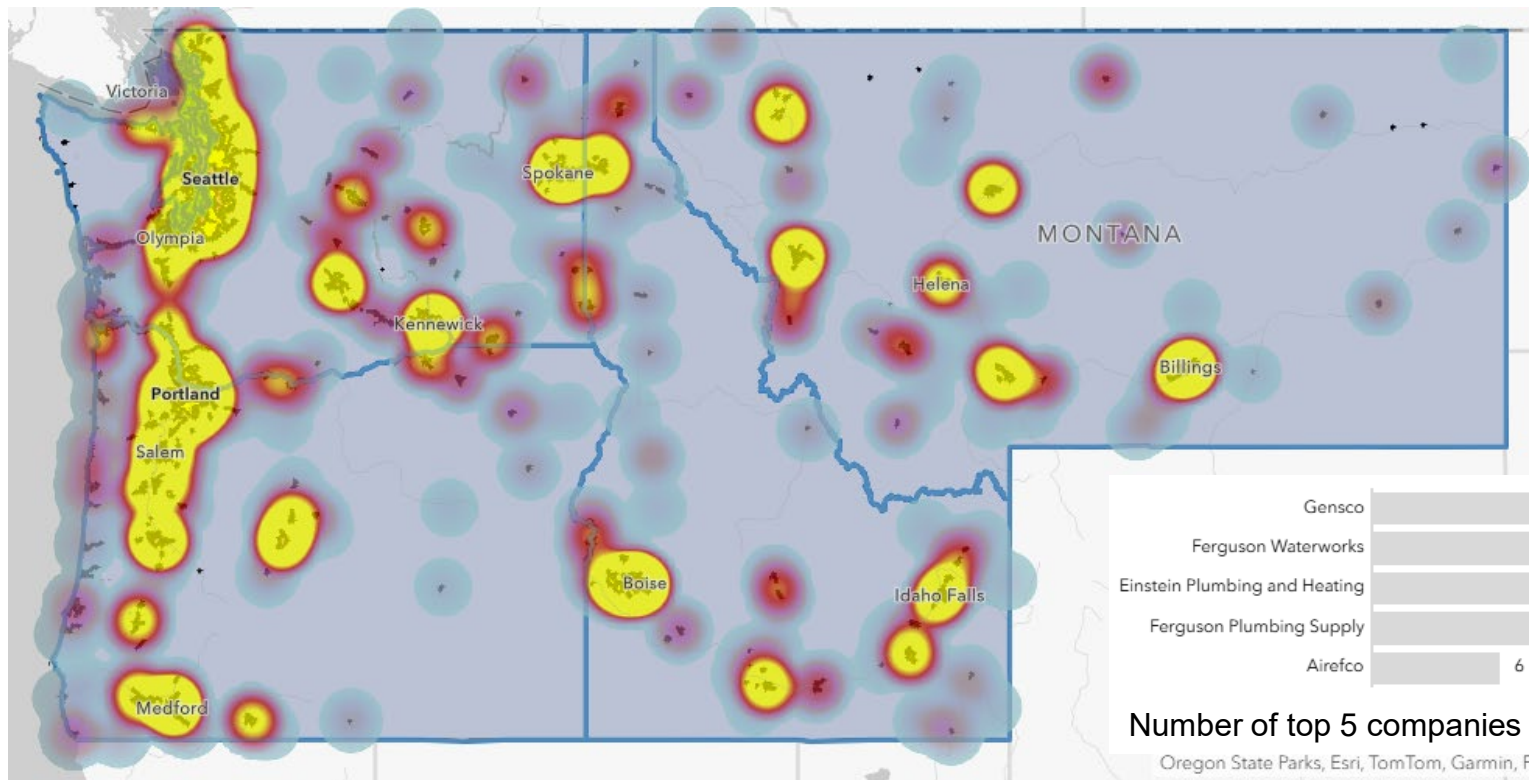 Victoria
Seattle
Spokane
Olympia
MONTANA
Helena
Kennewick
Billings
Portland
Salem
Boise
Idaho Falls
Medford
Gensco
Ferguson Waterworks
Einstein Plumbing and Heating
Ferguson Plumbing Supply
Airefco 6
Number of top 5 companies
Oregon State Parks, Esri, TomTom, Garmin, F